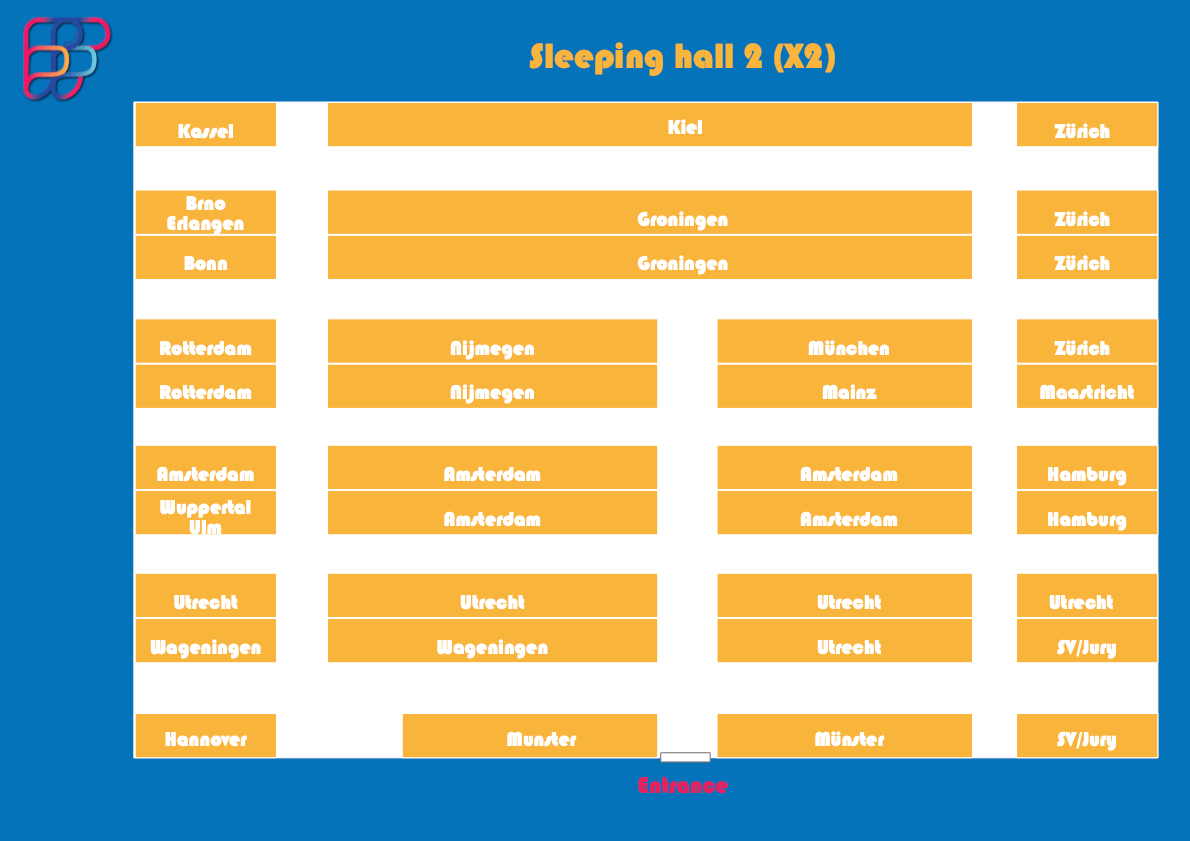 Sleeping hall 2 (X2)
Kassel
Kiel
Zürich
Brno
Erlangen
Groningen
Zürich
Bonn
Groningen
Zürich
Rotterdam
Nijmegen
München
Zürich
Rotterdam
Nijmegen
Mainz
Maastricht
Amsterdam
Amsterdam
Amsterdam
Hamburg
Wuppertal
Ulm
Amsterdam
Amsterdam
Hamburg
Utrecht
Utrecht
Utrecht
Utrecht
Wageningen
Wageningen
Utrecht
SV/Jury
Hannover
Munster
Münster
SV/Jury
Entrance